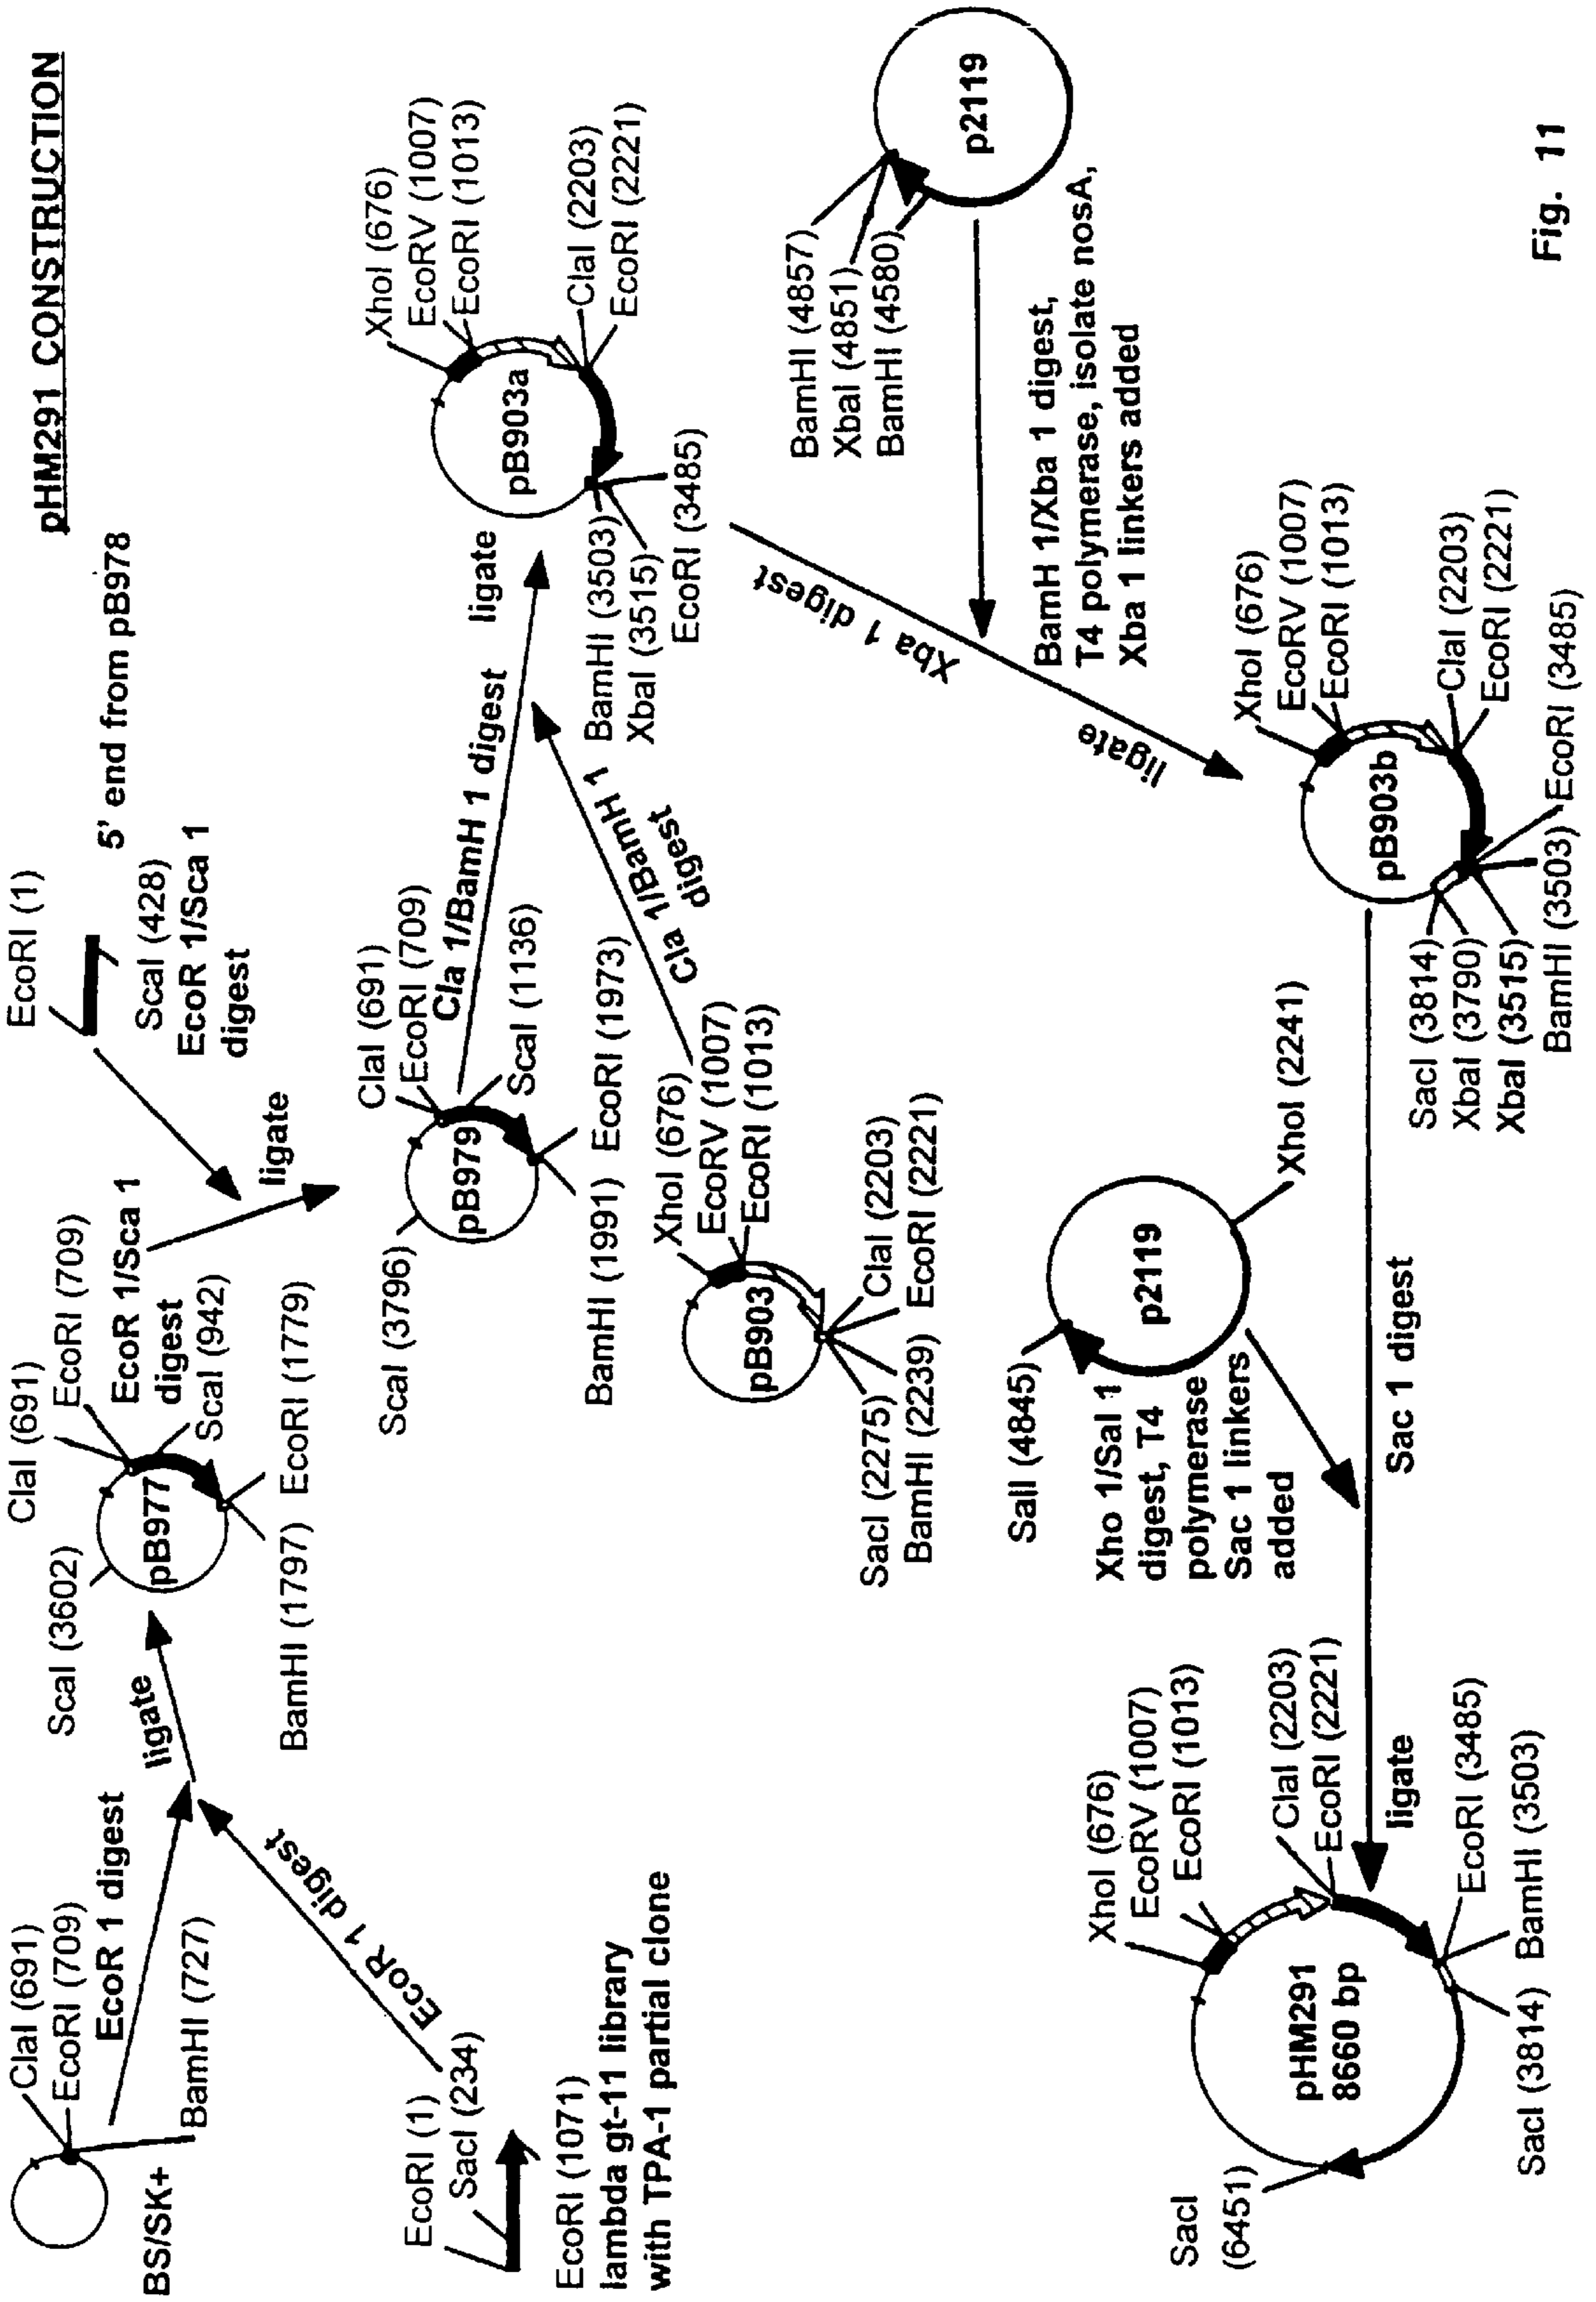 pHM291 CONSTRUCTION
BS/SK+
ClaI (691)
EcoRI (709)
EcoR 1 digest
BamHI (727)
EcoRI (1)
SacI (234)
EcoR 1 digest
EcoRI (1071)
lambda gt-11 library
with TPA-1 partial clone
ligate
ScaI (3602)
pB977
ClaI (691)
EcoRI (709)
EcoR 1/Sca 1
digest
ScaI (942)
EcoRI (1779)
BamHI (1797)
EcoRI (1)
5' end from pB978
ScaI (428)
EcoR 1/Sca 1
digest
ligate
ScaI (3796)
pB979
ClaI (691)
EcoRI (709)
ScaI (1136)
EcoRI (1973)
BamHI (1991)
Cla 1/BamH 1 digest
ligate
XhoI (676)
EcoRV (1007)
EcoRI (1013)
pB903
ClaI (2203)
EcoRI (2221)
SacI (2275)
BamHI (2239)
Cla 1/BamH 1
digest
XhoI (676)
EcoRV (1007)
EcoRI (1013)
pB903a
ClaI (2203)
EcoRI (2221)
BamHI (3503)
XbaI (3515)
EcoRI (3485)
Xba 1 digest
ligate
BamHI (4857)
XbaI (4851)
BamHI (4580)
p2119
BamH 1/Xba 1 digest,
T4 polymerase, isolate nosA,
Xba 1 linkers added
XhoI (676)
EcoRV (1007)
EcoRI (1013)
pB903b
ClaI (2203)
EcoRI (2221)
EcoRI (3485)
SacI (3814)
XbaI (3790)
XbaI (3515)
BamHI (3503)
SalI (4845)
p2119
XhoI (2241)
Xho 1/Sal 1
digest, T4
polymerase
Sac 1 linkers
added
Sac 1 digest
ligate
XhoI (676)
EcoRV (1007)
EcoRI (1013)
ClaI (2203)
EcoRI (2221)
pHM291
8660 bp
EcoRI (3485)
BamHI (3503)
SacI (3814)
SacI
(6451)
Fig. 11